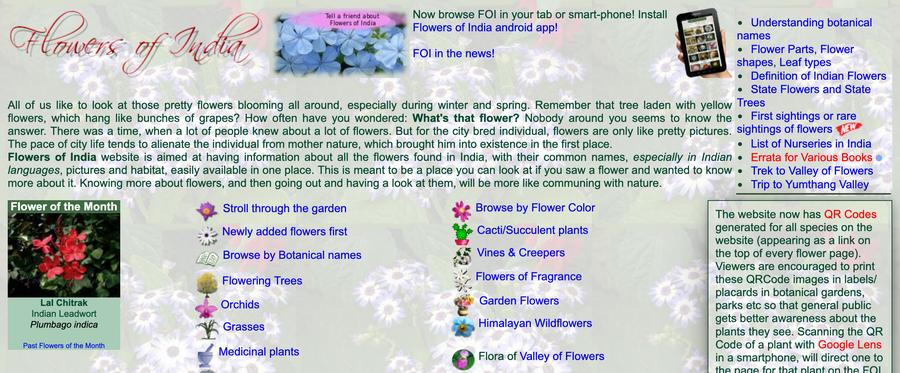 Flowers of India
Tell a friend about
Flowers of India
Now browse FOI in your tab or smart-phone! Install
Flowers of India android app!
FOI in the news!
Understanding botanical
names
Flower Parts, Flower
shapes, Leaf types
Definition of Indian Flowers
State Flowers and State
Trees
First sightings or rare
sightings of flowers NEW
List of Nurseries in India
Errata for Various Books
Trek to Valley of Flowers
Trip to Yumthang Valley
All of us like to look at those pretty flowers blooming all around, especially during winter and spring. Remember that tree laden with yellow
flowers, which hang like bunches of grapes? How often have you wondered: What's that flower? Nobody around you seems to know the
answer. There was a time, when a lot of people knew about a lot of flowers. But for the city bred individual, flowers are only like pretty pictures.
The pace of city life tends to alienate the individual from mother nature, which brought him into existence in the first place.
Flowers of India website is aimed at having information about all the flowers found in India, with their common names, especially in Indian
languages, pictures and habitat, easily available in one place. This is meant to be a place you can look at if you saw a flower and wanted to know
more about it. Knowing more about flowers, and then going out and having a look at them, will be more like communing with nature.
Flower of the Month
Lal Chitrak
Indian Leadwort
Plumbago indica
Past Flowers of the Month
Stroll through the garden
Newly added flowers first
Browse by Botanical names
Flowering Trees
Orchids
Grasses
Medicinal plants
Browse by Flower Color
Cacti/Succulent plants
Vines & Creepers
Flowers of Fragrance
Garden Flowers
Himalayan Wildflowers
Flora of Valley of Flowers
The website now has QR Codes
generated for all species on the
website (appearing as a link on
the top of every flower page).
Viewers are encouraged to print
these QRCode images in labels/
placards in botanical gardens,
parks etc so that general public
gets better awareness about the
plants they see. Scanning the QR
Code of a plant with Google Lens
in a smartphone, will direct one to
the page for that plant on the FOI